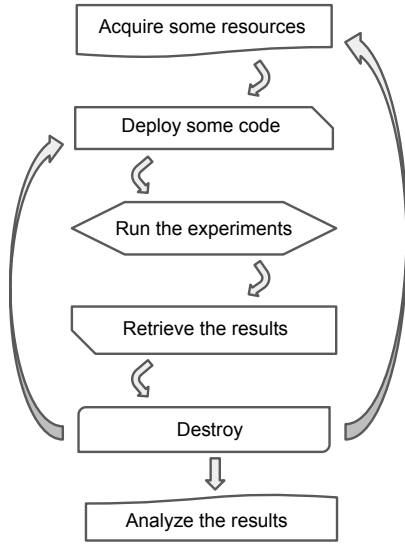 Acquire some resources
Deploy some code
Run the experiments
Retrieve the results
Destroy
Analyze the results